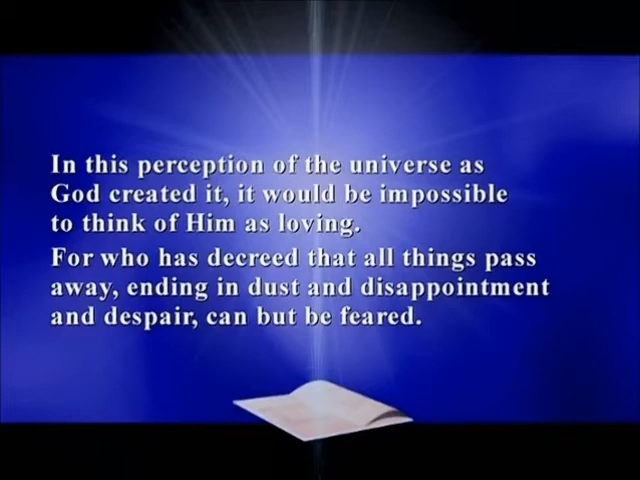 In this perception of the universe as
God created it, it would be impossible
to think of Him as loving.
For who has decreed that all things pass
away, ending in dust and disappointment
and despair, can but be feared.